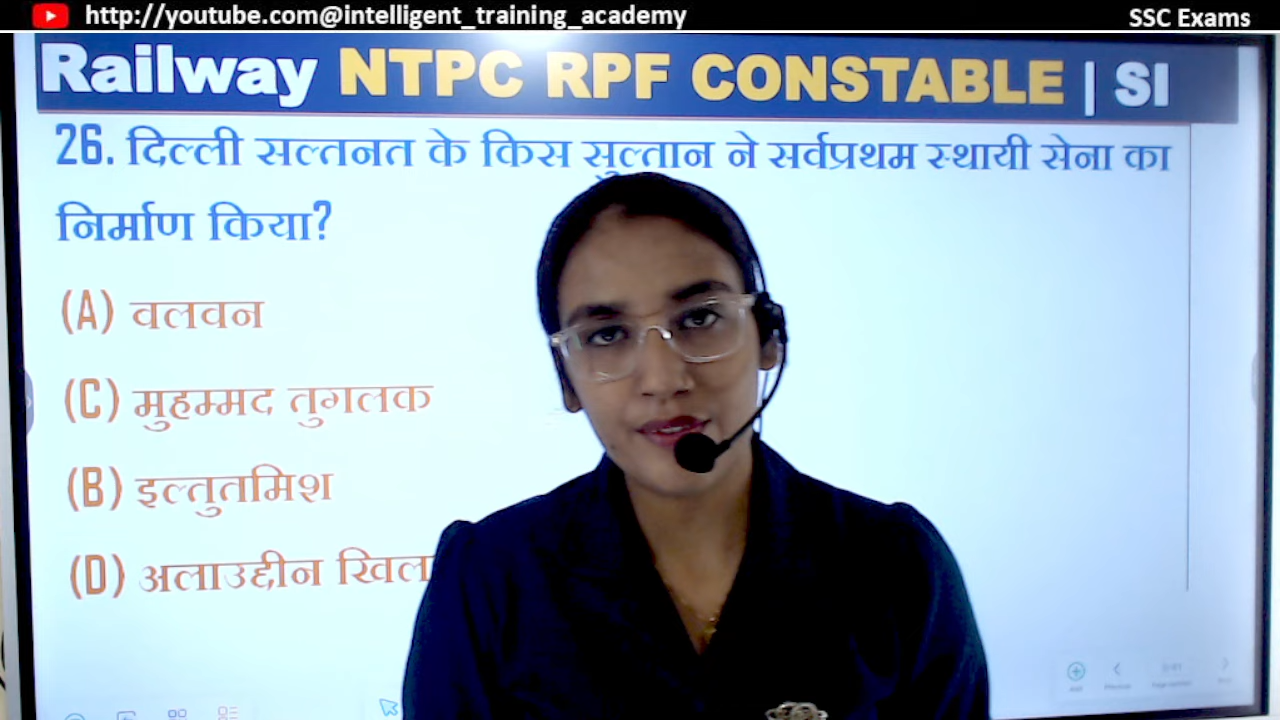 http://youtube.com@intelligent_training_academy
SSC Exams
Railway NTPC RPF CONSTABLE | SI
26. दिल्ली सल्तनत के किस सुल्तान ने सर्वप्रथम स्थायी सेना का
निर्माण किया?
(A) वलवन
(C) मुहम्मद तुगलक
(B) इल्तुतमिश
(D) अलाउद्दीन खिल